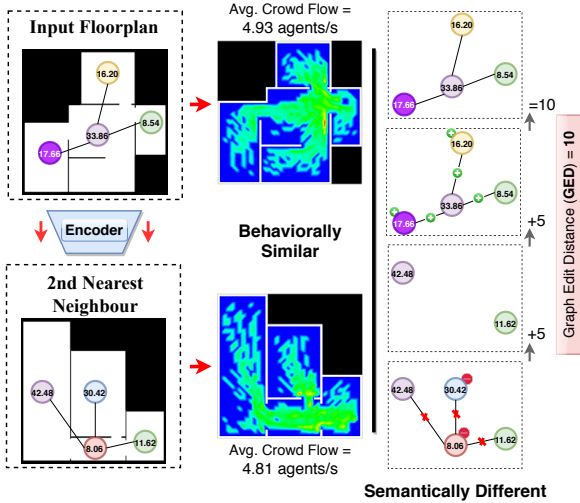 Input Floorplan
16.20
8.54
33.86
17.66
Encoder
2nd Nearest
Neighbour
42.48
30.42
8.06
11.62
Avg. Crowd Flow =
4.93 agents/s
Behaviorally
Similar
Avg. Crowd Flow =
4.81 agents/s
16.20
8.54
33.86
17.66
=10
16.20
8.54
33.86
17.66
+5
42.48
11.62
+5
42.48
30.42
8.06
11.62
Semantically Different
Graph Edit Distance (GED) = 10